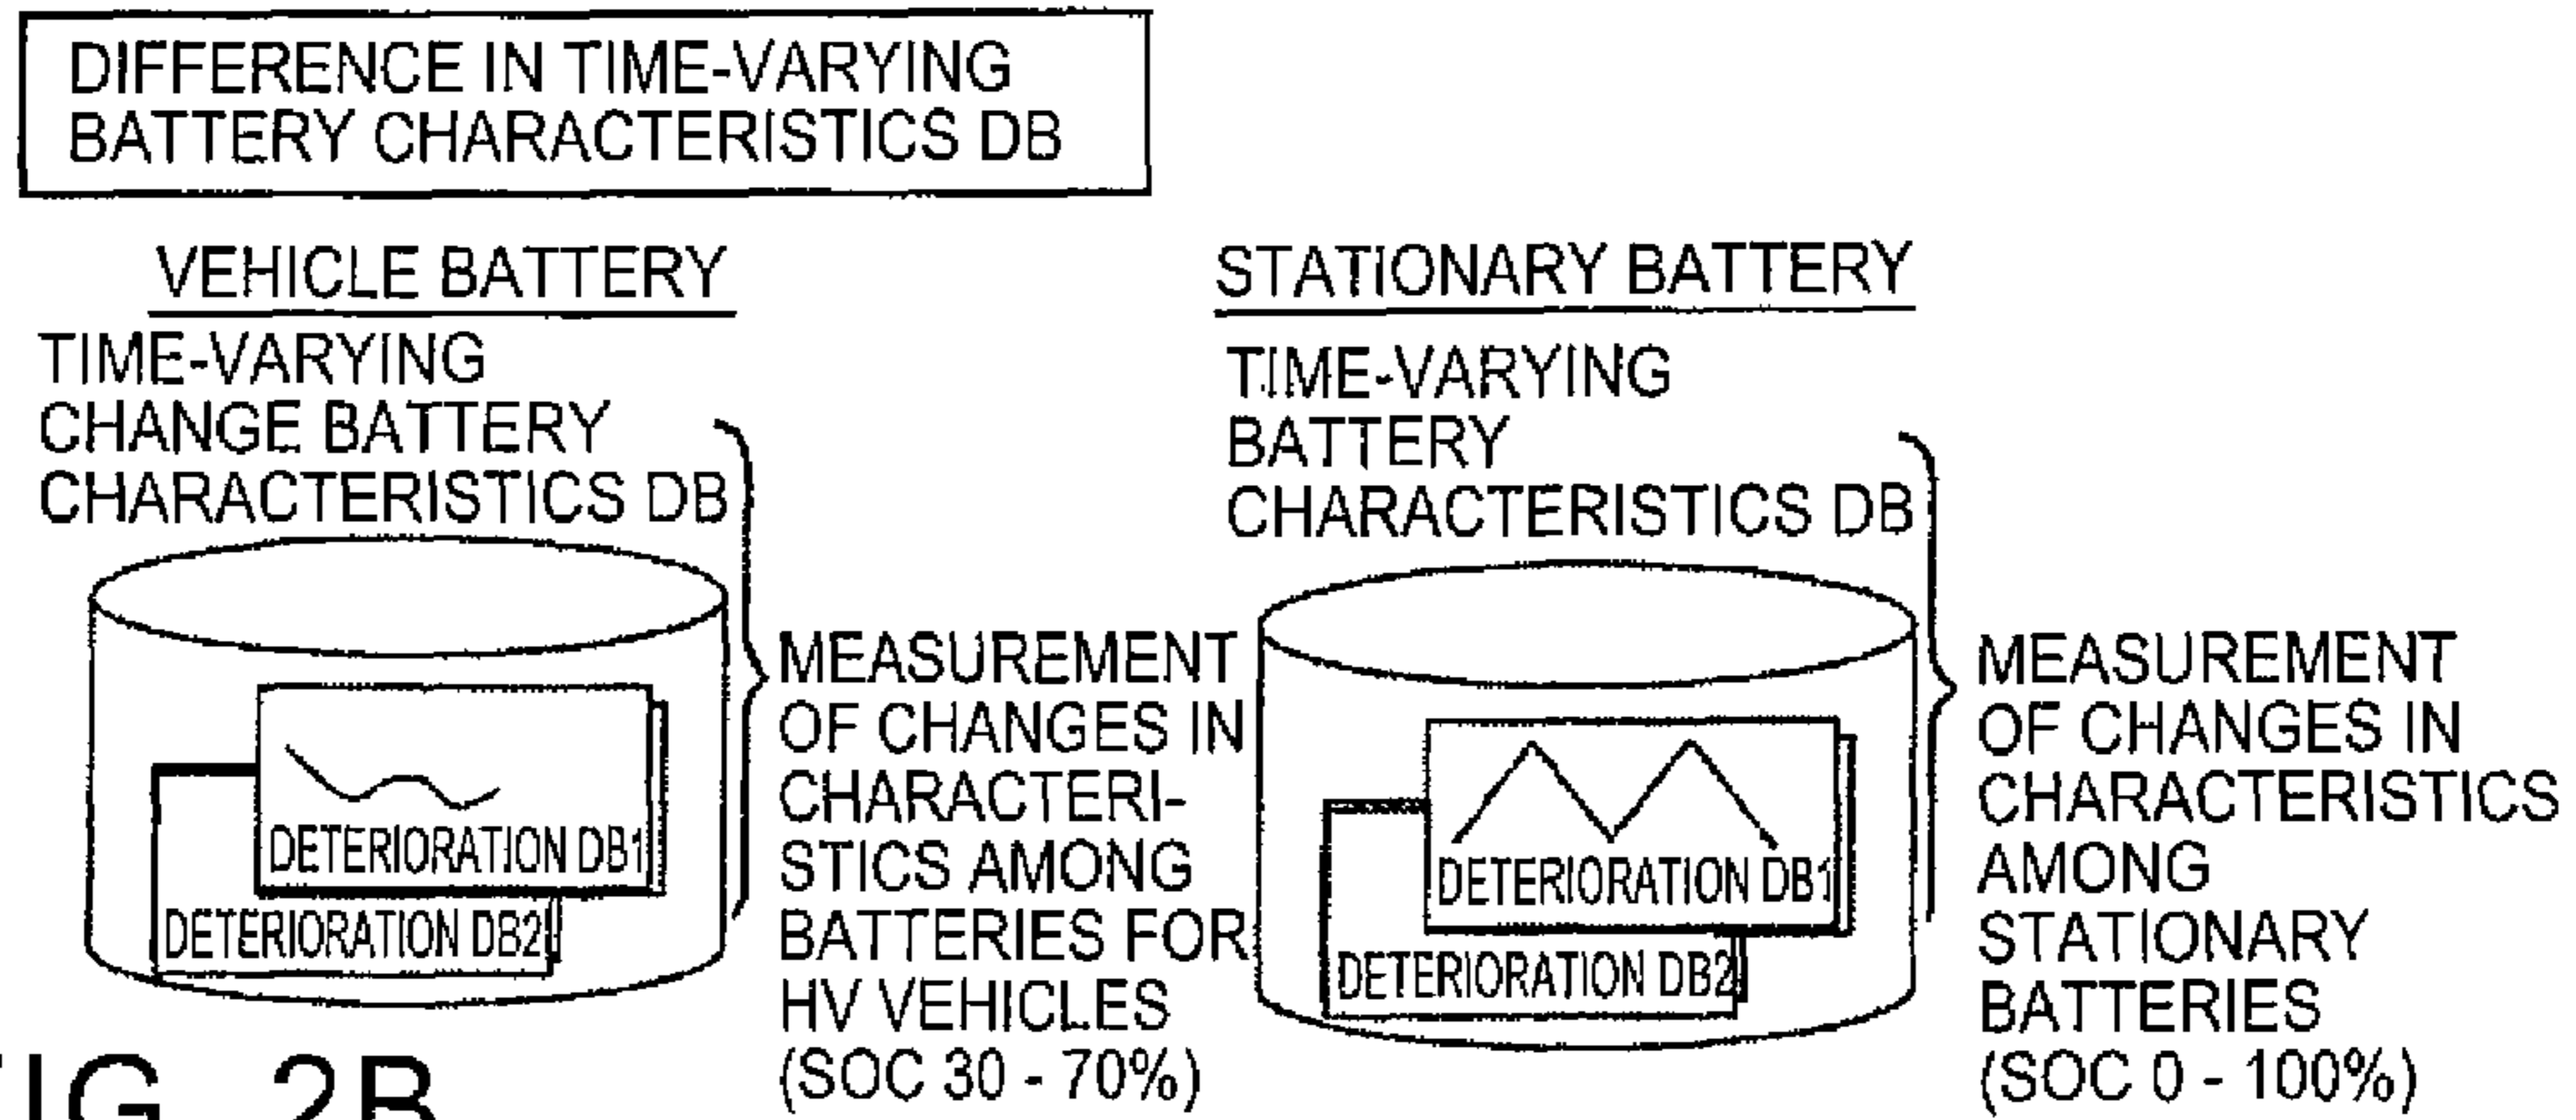 DIFFERENCE IN TIME-VARYING
BATTERY CHARACTERISTICS DB
VEHICLE BATTERY
TIME-VARYING
CHANGE BATTERY
CHARACTERISTICS DB
DETERIORATION DB1
DETERIORATION DB2
MEASUREMENT
OF CHANGES IN
CHARACTERI-
STICS AMONG
BATTERIES FOR
HV VEHICLES
(SOC 30 - 70%)
STATIONARY BATTERY
TIME-VARYING
BATTERY
CHARACTERISTICS DB
DETERIORATION DB1
DETERIORATION DB2
MEASUREMENT
OF CHANGES IN
CHARACTERISTICS
AMONG
STATIONARY
BATTERIES
(SOC 0 - 100%)
FIG. 2B